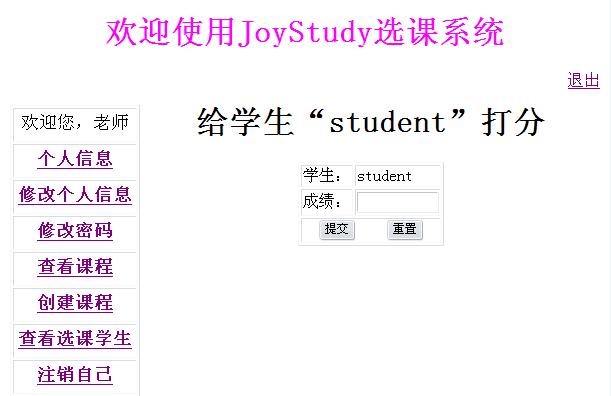 欢迎使用JoyStudy选课系统
退出
欢迎您，老师
个人信息
修改个人信息
修改密码
查看课程
创建课程
查看选课学生
注销自己
给学生“student”打分
学生： student
成绩：
提交 重置